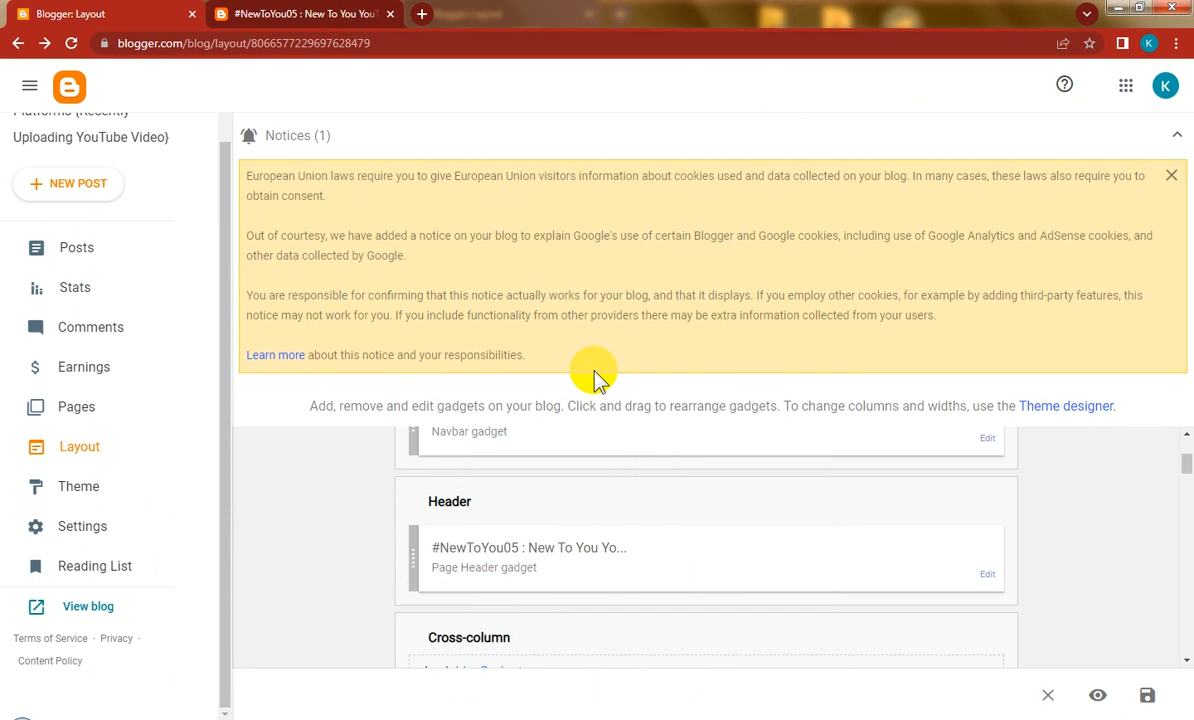 Blogger: Layout
#NewToYou05 : New To You You
blogger.com/blog/layout/8066577229697628479
K
K
Platforms {Recently
Uploading YouTube Video}
NEW POST
Posts
Stats
Comments
Earnings
Pages
Layout
Theme
Settings
Reading List
View blog
Terms of Service · Privacy ·
Content Policy
Notices (1)
European Union laws require you to give European Union visitors information about cookies used and data collected on your blog. In many cases, these laws also require you to
obtain consent.
Out of courtesy, we have added a notice on your blog to explain Google's use of certain Blogger and Google cookies, including use of Google Analytics and AdSense cookies, and
other data collected by Google.
You are responsible for confirming that this notice actually works for your blog, and that it displays. If you employ other cookies, for example by adding third-party features, this
notice may not work for you. If you include functionality from other providers there may be extra information collected from your users.
Learn more about this notice and your responsibilities.
Add, remove and edit gadgets on your blog. Click and drag to rearrange gadgets. To change columns and widths, use the Theme designer.
Navbar gadget
Edit
Header
#NewToYou05 : New To You Yo...
Page Header gadget
Edit
Cross-column